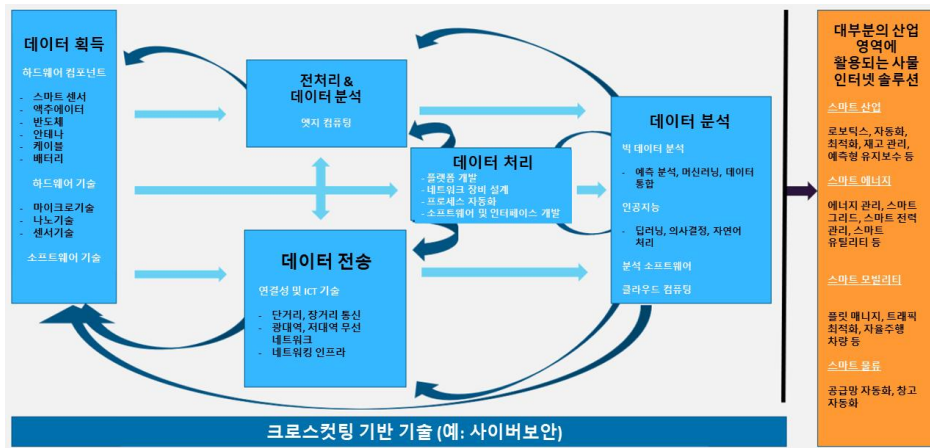 데이터 획득
하드웨어 컴포넌트
- 스마트 센서
- 액추에이터
- 반도체
- 안테나
- 케이블
- 배터리
하드웨어 기술
- 마이크로기술
- 나노기술
- 센서기술
소프트웨어 기술
전처리 &
데이터 분석
엣지 컴퓨팅
데이터 처리
- 플랫폼 개발
- 네트워크 장비 설계
- 프로세스 자동화
- 소프트웨어 및 인터페이스 개발
데이터 전송
연결성 및 ICT 기술
- 단거리, 장거리 통신
- 광대역, 저대역 무선
네트워크
- 네트워킹 인프라
데이터 분석
빅 데이터 분석
- 예측 분석, 머신러닝, 데이터
통합
인공지능
- 딥러닝, 의사결정, 자연어
처리
분석 소프트웨어
클라우드 컴퓨팅
대부분의 산업
영역에
활용되는 사물
인터넷 솔루션
스마트 산업
로보틱스, 자동화,
최적화, 재고 관리,
예측형 유지보수 등
스마트 에너지
에너지 관리, 스마트
그리드, 스마트 전력
관리, 스마트
유틸리티 등
스마트 모빌리티
플릿 매니지, 트래픽
최적화, 자율주행
차량 등
스마트 물류
공급망 자동화, 창고
자동화
크로스컷팅 기반 기술 (예: 사이버보안)